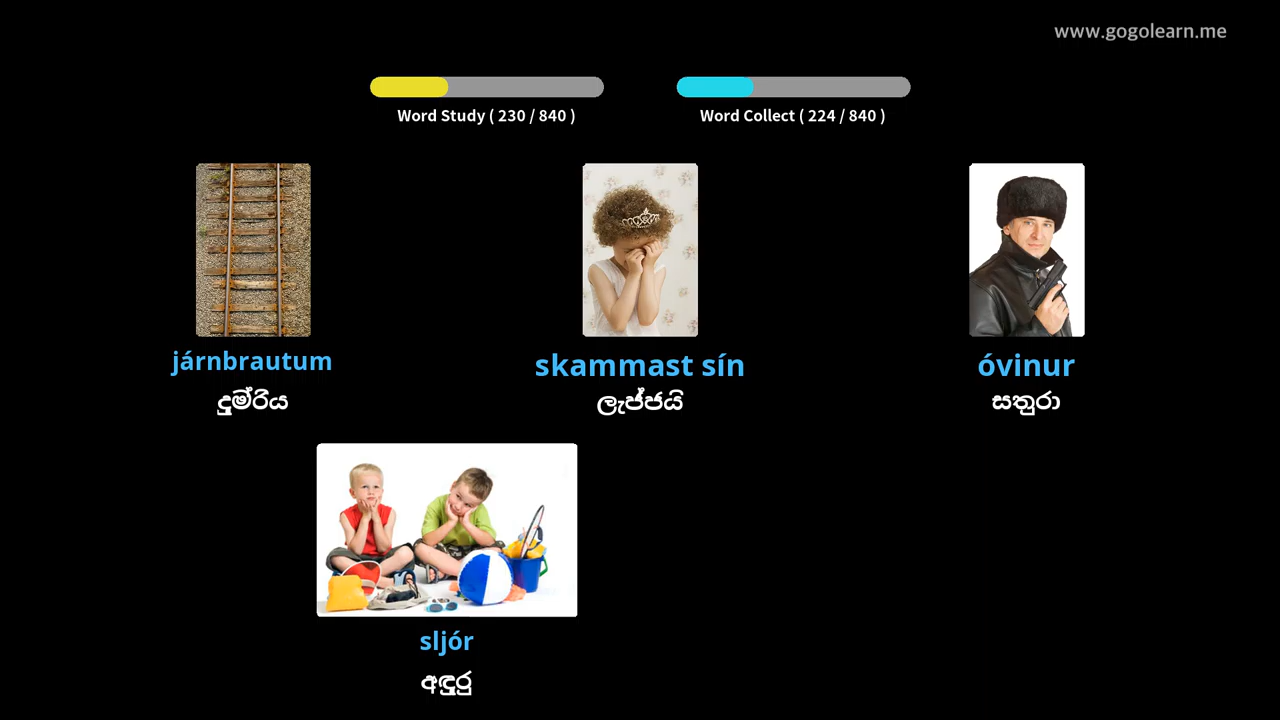 www.gogolearn.me
Word Study ( 230 / 840 )
Word Collect ( 224 / 840 )
járnbrautum
දුම්රිය
skammast sín
ලැජ්ජයි
óvinur
සතුරා
sljór
අඳුරු